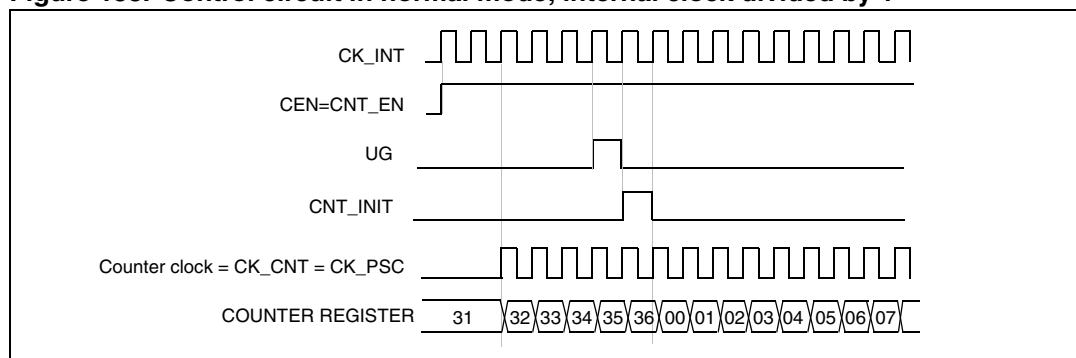 CK_INT
CEN=CNT_EN
UG
CNT_INIT
Counter clock = CK_CNT = CK_PSC
COUNTER REGISTER 31 32 33 34 35 36 00 01 02 03 04 05 06 07